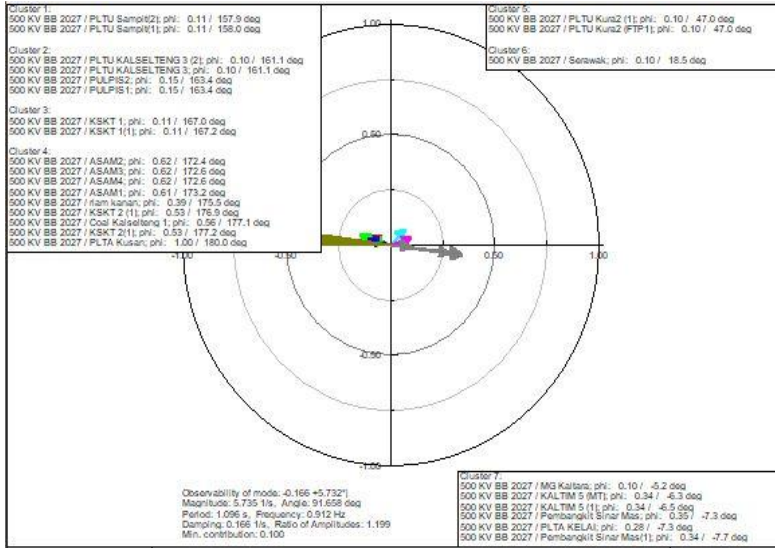 Cluster 1:
500 KV BB 2027 / PLTU Sampit(2); phi: 0.11 / 157.9 deg
500 KV BB 2027 / PLTU Sampit(1); phi: 0.11 / 158.0 deg
Cluster 2:
500 KV BB 2027 / PLTU KALSELTENG 3 (2); phi: 0.10 / 161.1 deg
500 KV BB 2027 / PLTU KALSELTENG 3; phi: 0.10 / 161.1 deg
500 KV BB 2027 / PULPIS2; phi: 0.15 / 163.4 deg
500 KV BB 2027 / PULPIS1; phi: 0.15 / 163.4 deg
Cluster 3:
500 KV BB 2027 / KSKT 1; phi: 0.11 / 167.0 deg
500 KV BB 2027 / KSKT 1(1); phi: 0.11 / 167.2 deg
Cluster 4:
500 KV BB 2027 / ASAM2; phi: 0.62 / 172.4 deg
500 KV BB 2027 / ASAM3; phi: 0.62 / 172.6 deg
500 KV BB 2027 / ASAM4; phi: 0.62 / 172.6 deg
500 KV BB 2027 / ASAM1; phi: 0.61 / 173.2 deg
500 KV BB 2027 / riam kanan; phi: 0.39 / 175.5 deg
500 KV BB 2027 / KSKT 2 (1); phi: 0.53 / 176.9 deg
500 KV BB 2027 / Coal Kalselteng 1; phi: 0.56 / 177.1 deg
500 KV BB 2027 / KSKT 2(1); phi: 0.53 / 177.2 deg
500 KV BB 2027 / PLTA Kusan; phi: 1.00 / 180.0 deg
Cluster 5:
500 KV BB 2027 / PLTU Kura2 (1); phi: 0.10 / 47.0 deg
500 KV BB 2027 / PLTU Kura2 (FTP1); phi: 0.10 / 47.0 deg
Cluster 6:
500 KV BB 2027 / Serawak; phi: 0.10 / 18.5 deg
1.00
0.50
-1.00
-0.50
0.50
1.00
-0.50
-1.00
Observability of mode: -0.166 +5.732*j
Magnitude: 5.735 1/s, Angle: 91.658 deg
Period: 1.096 s, Frequency: 0.912 Hz
Damping: 0.166 1/s, Ratio of Amplitudes: 1.199
Min. contribution: 0.100
Cluster 7:
500 KV BB 2027 / MG Kaltara; phi: 0.10 / -5.2 deg
500 KV BB 2027 / KALTIM 5 (MT); phi: 0.34 / -6.3 deg
500 KV BB 2027 / KALTIM 5 (1); phi: 0.34 / -6.5 deg
500 KV BB 2027 / Pembangkit Sinar Mas; phi: 0.35 / -7.3 deg
500 KV BB 2027 / PLTA KELAI; phi: 0.28 / -7.3 deg
500 KV BB 2027 / Pembangkit Sinar Mas(1); phi: 0.34 / -7.7 deg